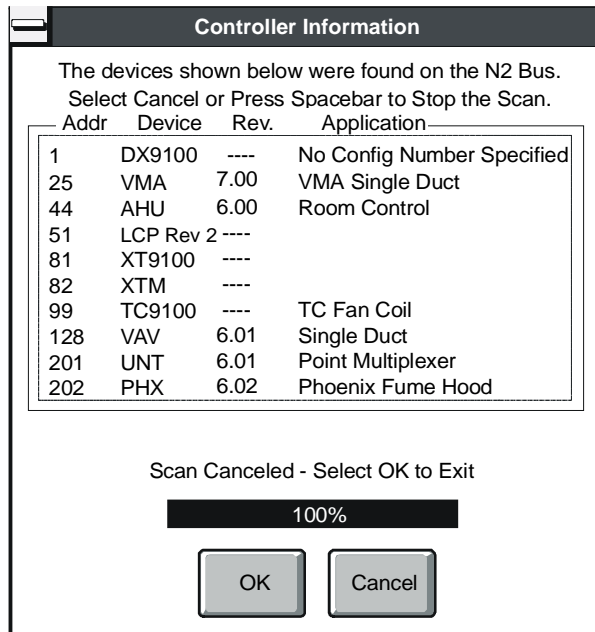 Controller Information
The devices shown below were found on the N2 Bus.
Select Cancel or Press Spacebar to Stop the Scan.
Addr Device Rev. Application
1 DX9100 ---- No Config Number Specified
25 VMA 7.00 VMA Single Duct
44 AHU 6.00 Room Control
51 LCP Rev 2 ----
81 XT9100 ----
82 XTM ----
99 TC9100 ---- TC Fan Coil
128 VAV 6.01 Single Duct
201 UNT 6.01 Point Multiplexer
202 PHX 6.02 Phoenix Fume Hood
Scan Canceled - Select OK to Exit
100%
OK Cancel